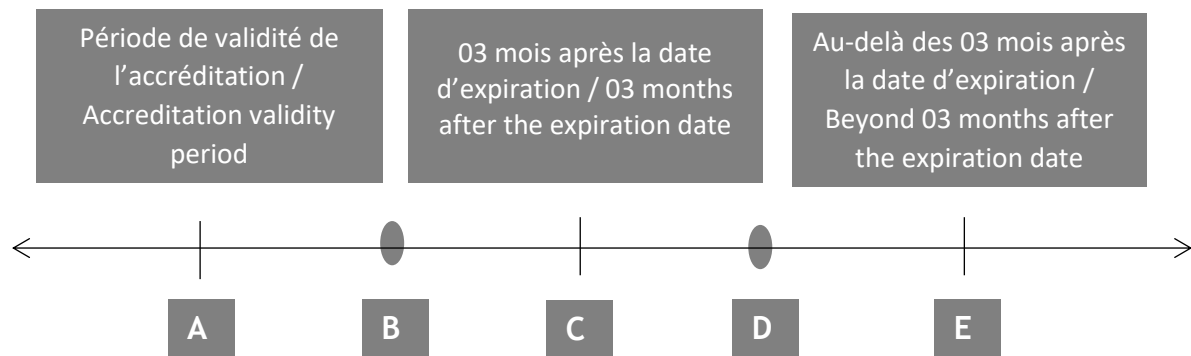 Période de validité de
l’accréditation /
Accreditation validity
period
03 mois après la date
d’expiration / 03 months
after the expiration date
Au-delà des 03 mois après
la date d’expiration /
Beyond 03 months after
the expiration date
A
B
C
D
E